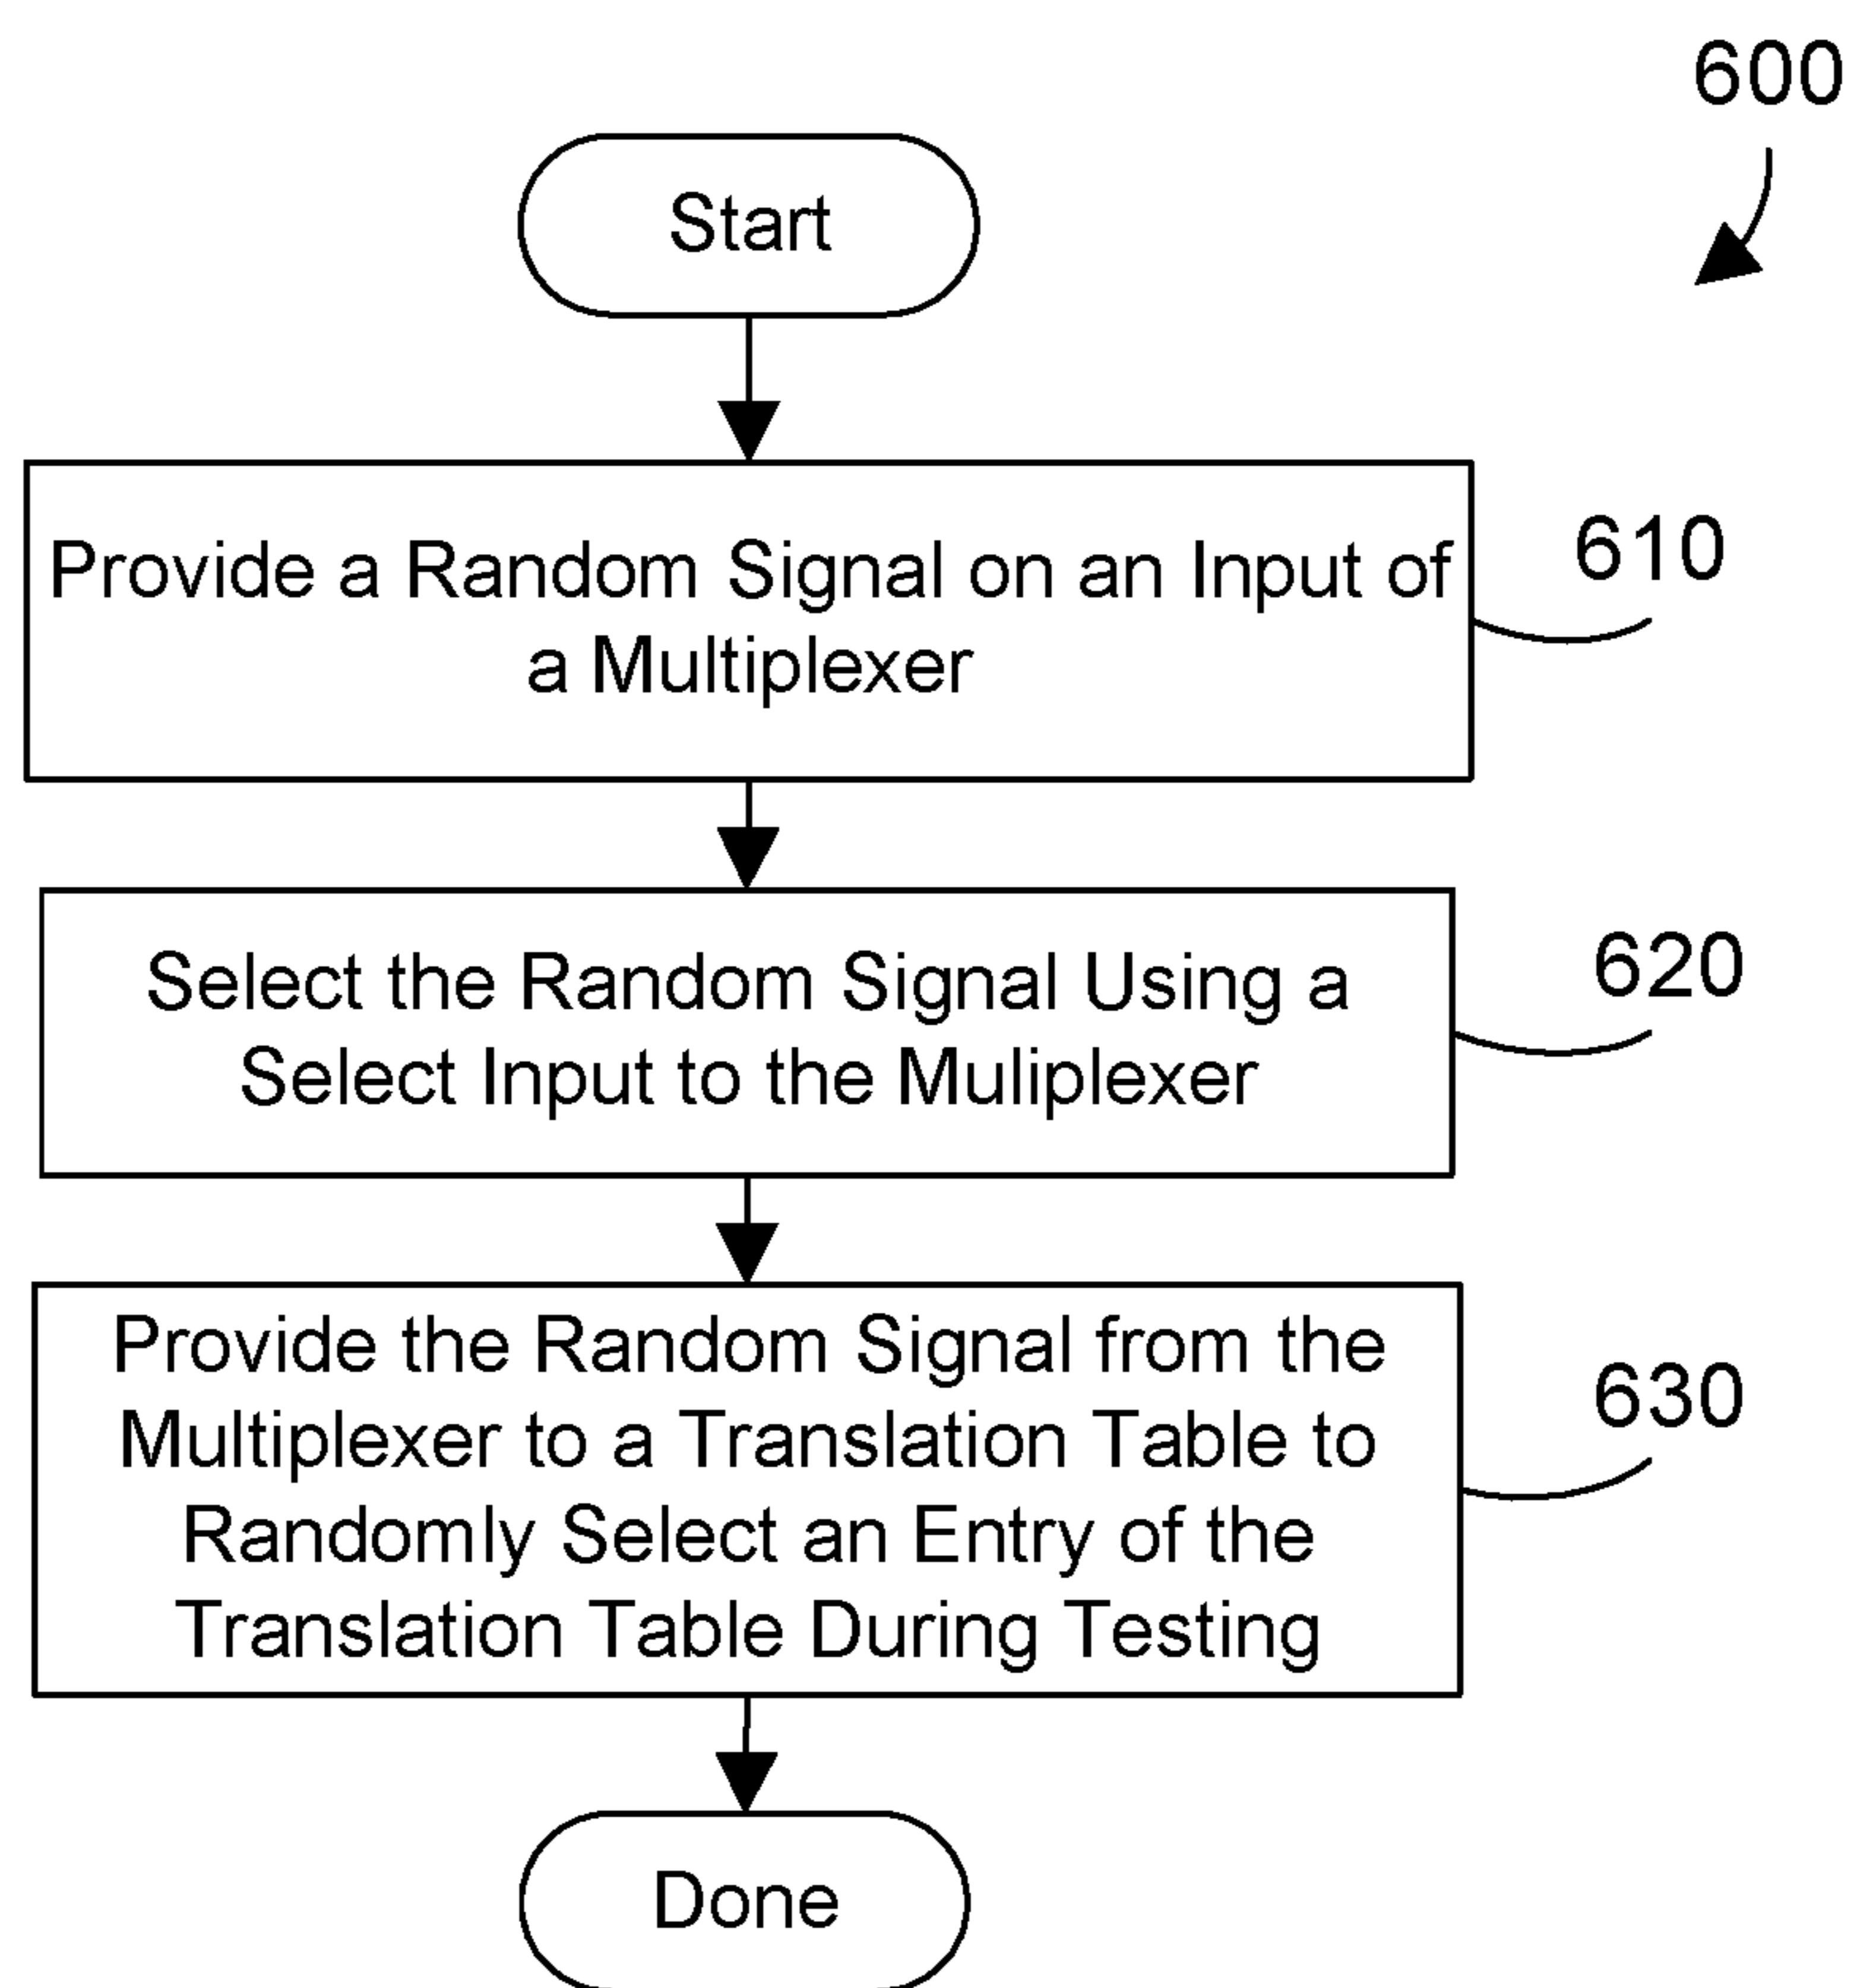 600
Start
Provide a Random Signal on an Input of
a Multiplexer
610
Select the Random Signal Using a
Select Input to the Muliplexer
620
Provide the Random Signal from the
Multiplexer to a Translation Table to
Randomly Select an Entry of the
Translation Table During Testing
630
Done